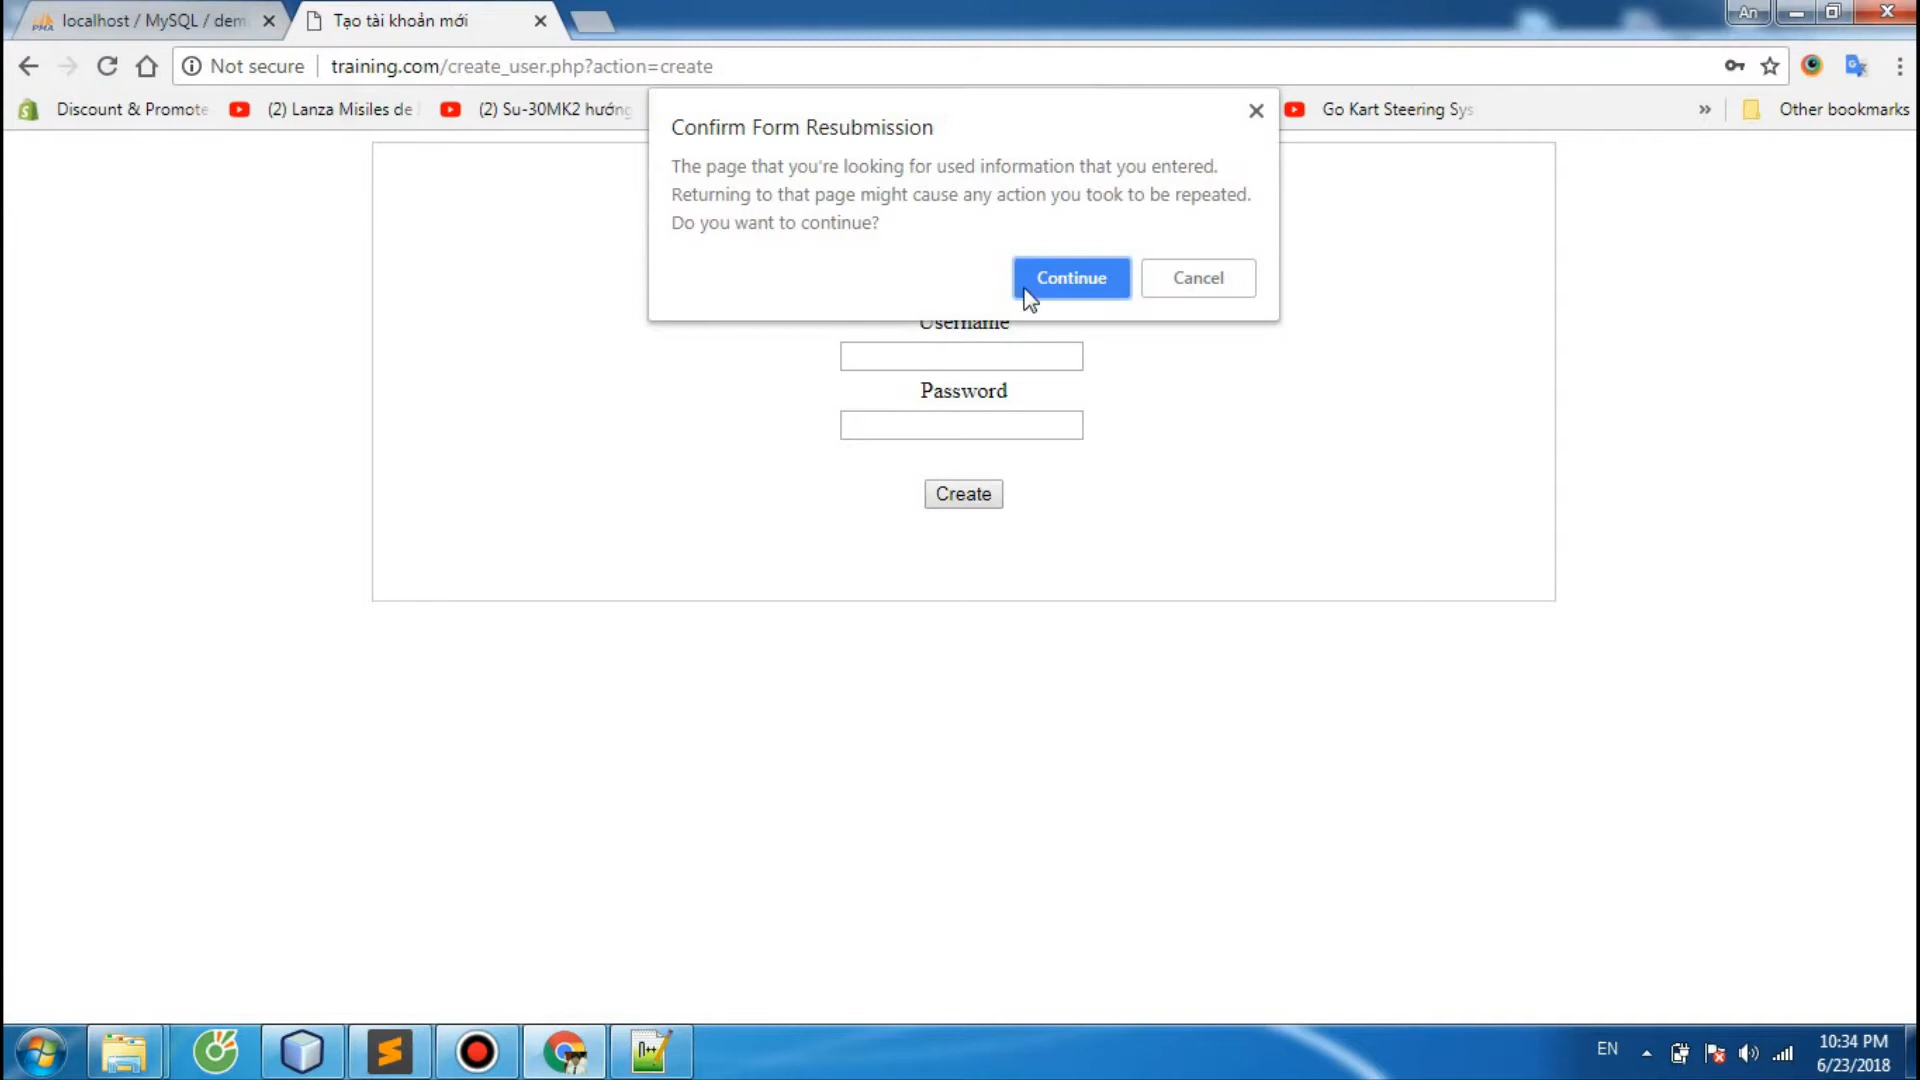 localhost / MySQL / dem
Tạo tài khoản mới
An
Not secure
training.com/create_user.php?action=create
Discount & Promote
(2) Lanza Misiles de
(2) Su-30MK2 hướng
Go Kart Steering Sys
»
Other bookmarks
Confirm Form Resubmission
The page that you're looking for used information that you entered.
Returning to that page might cause any action you took to be repeated.
Do you want to continue?
Continue
Cancel
Username
Password
Create
EN
10:34 PM
6/23/2018